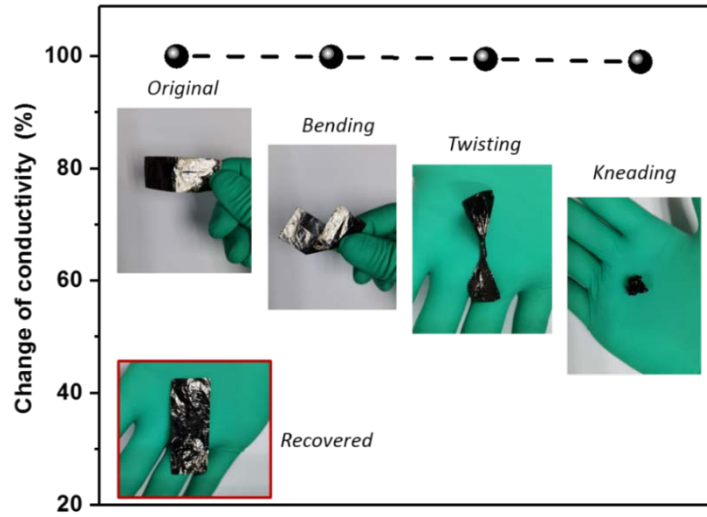 Change of conductivity (%)
100
80
60
40
20
Original
Bending
Twisting
Kneading
Recovered